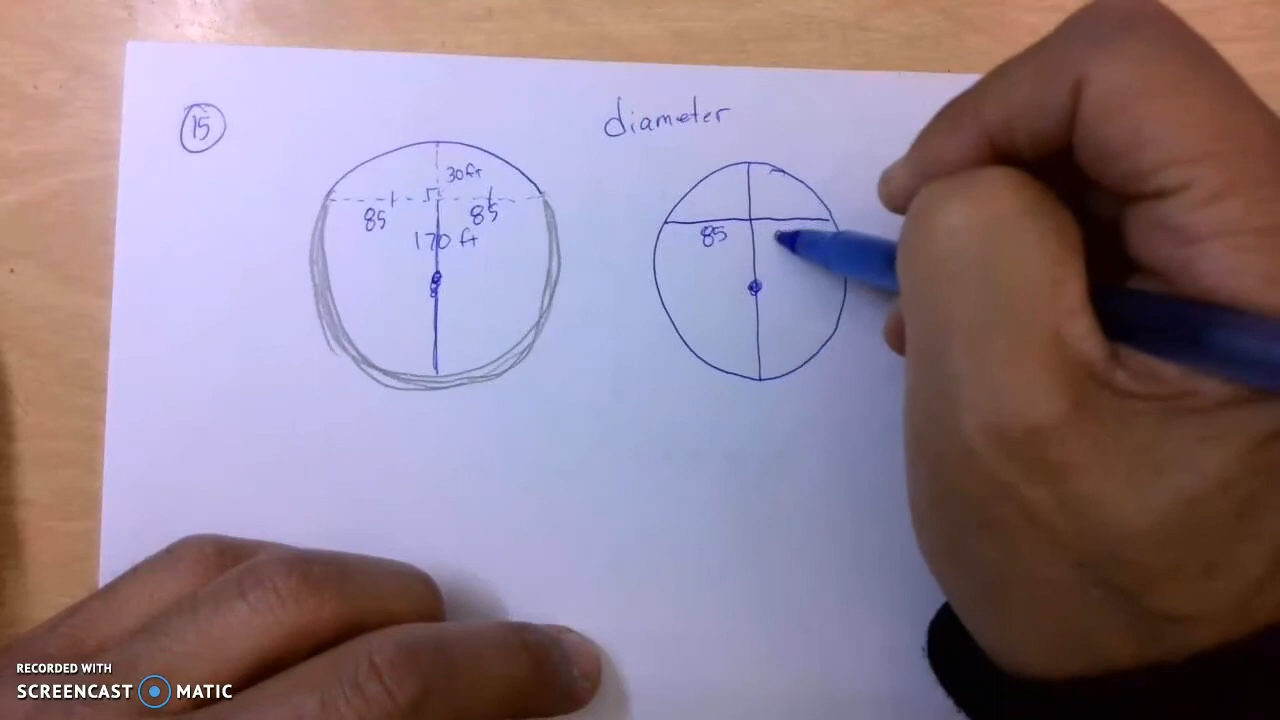 15
diameter
30ft
85 85
170 ft
85
RECORDED WITH
SCREENCAST MATIC